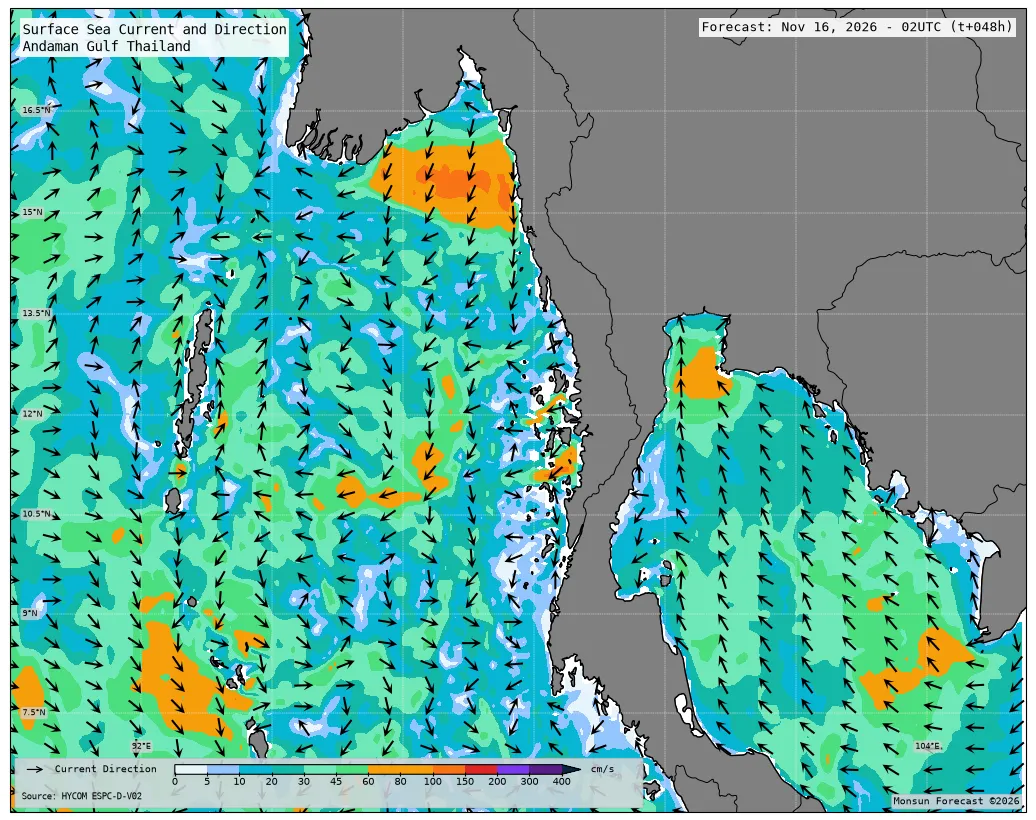 Surface Sea Current and Direction
Andaman Gulf Thailand
Forecast: Nov 16, 2026 - 02UTC (t+048h)
16.5°N
15°N
13.5°N
12°N
10.5°N
9°N
7.5°N
92°E
104°E
Current Direction
cm/s
0 5 10 20 30 45 60 80 100 150 200 300 400
Source: HYCOM ESPC-D-V02
Monsun Forecast ©2026